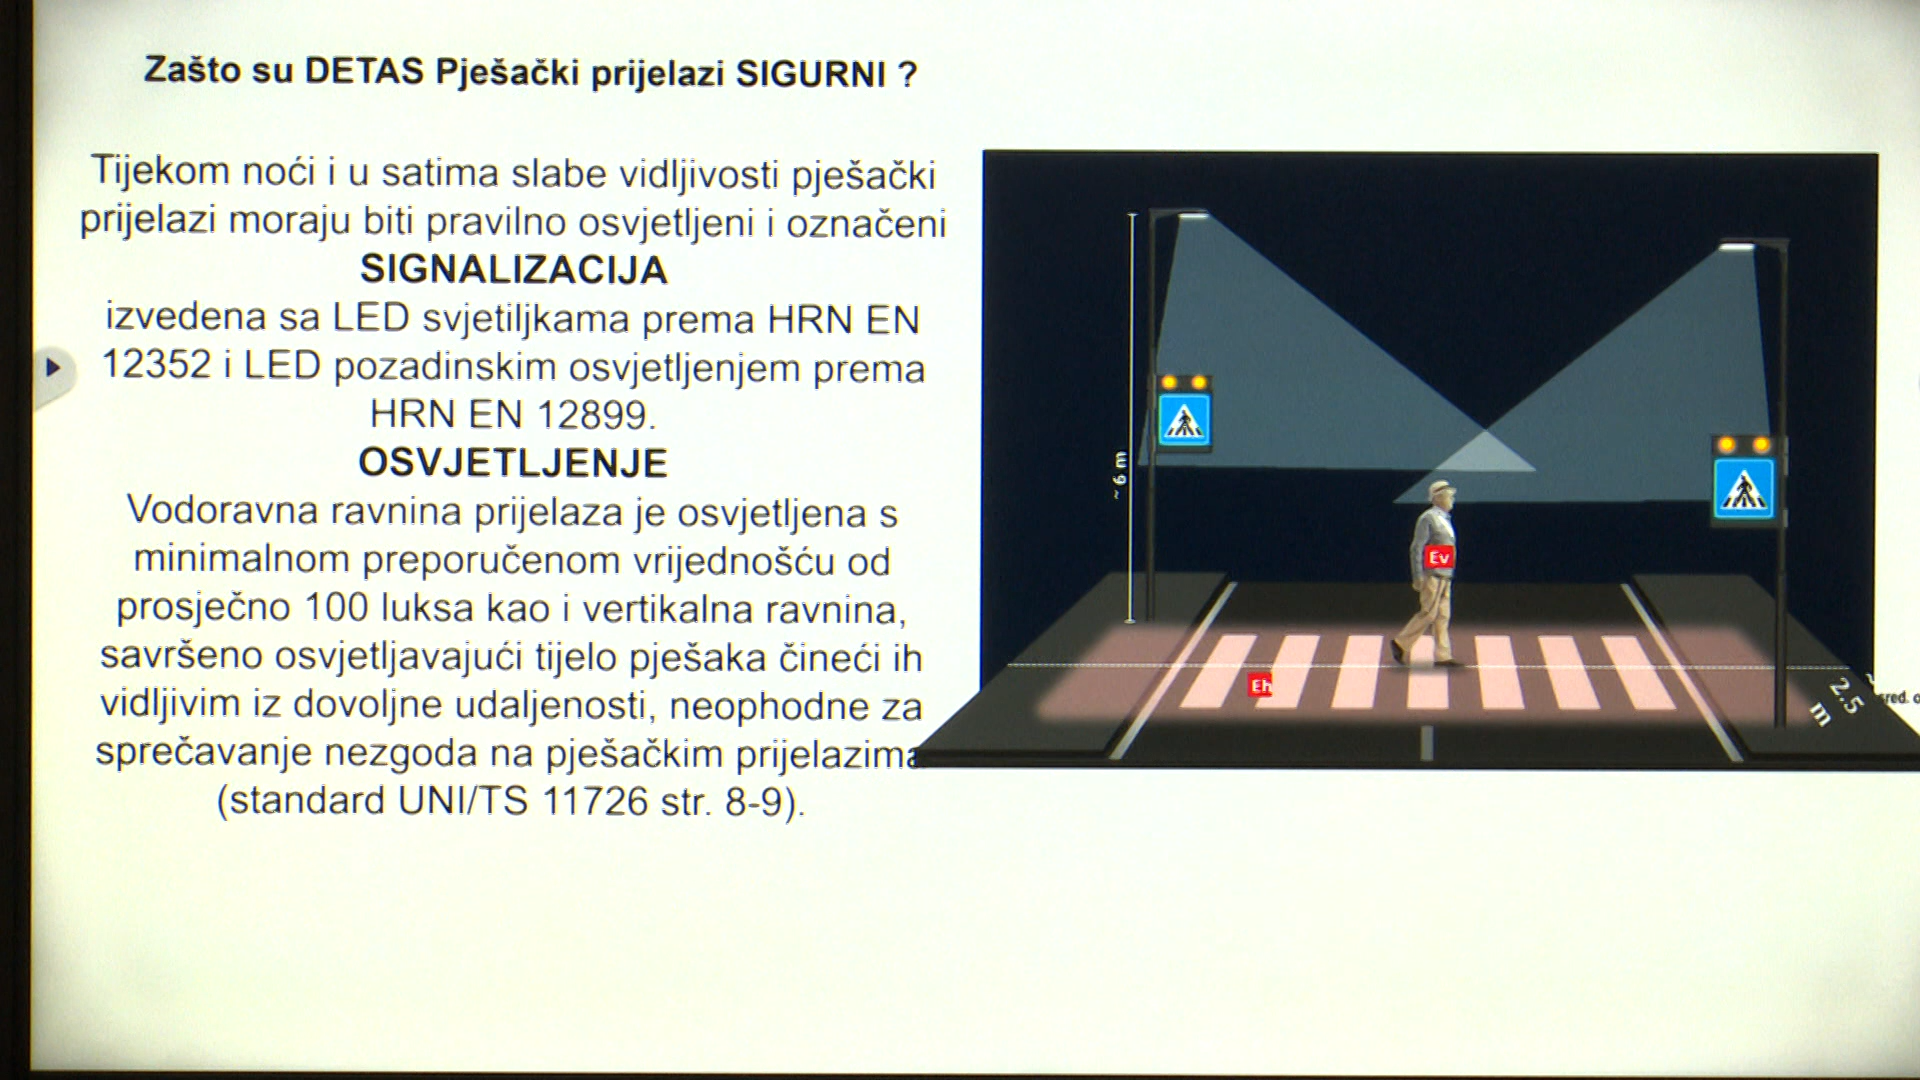 Zašto su DETAS Pješački prijelazi SIGURNI ?
Tijekom noći i u satima slabe vidljivosti pješački
prijelazi moraju biti pravilno osvjetljeni i označeni
SIGNALIZACIJA
izvedena sa LED svjetiljkama prema HRN EN
12352 i LED pozadinskim osvjetljenjem prema
HRN EN 12899.
OSVJETLJENJE
Vodoravna ravnina prijelaza je osvjetljena s
minimalnom preporučenom vrijednošću od
prosječno 100 luksa kao i vertikalna ravnina,
savršeno osvjetljavajući tijelo pješaka čineći ih
vidljivim iz dovoljne udaljenosti, neophodne za
sprečavanje nezgoda na pješačkim prijelazima
(standard UNI/TS 11726 str. 8-9).
~ 6 m
Ev
Eh
2.5
m